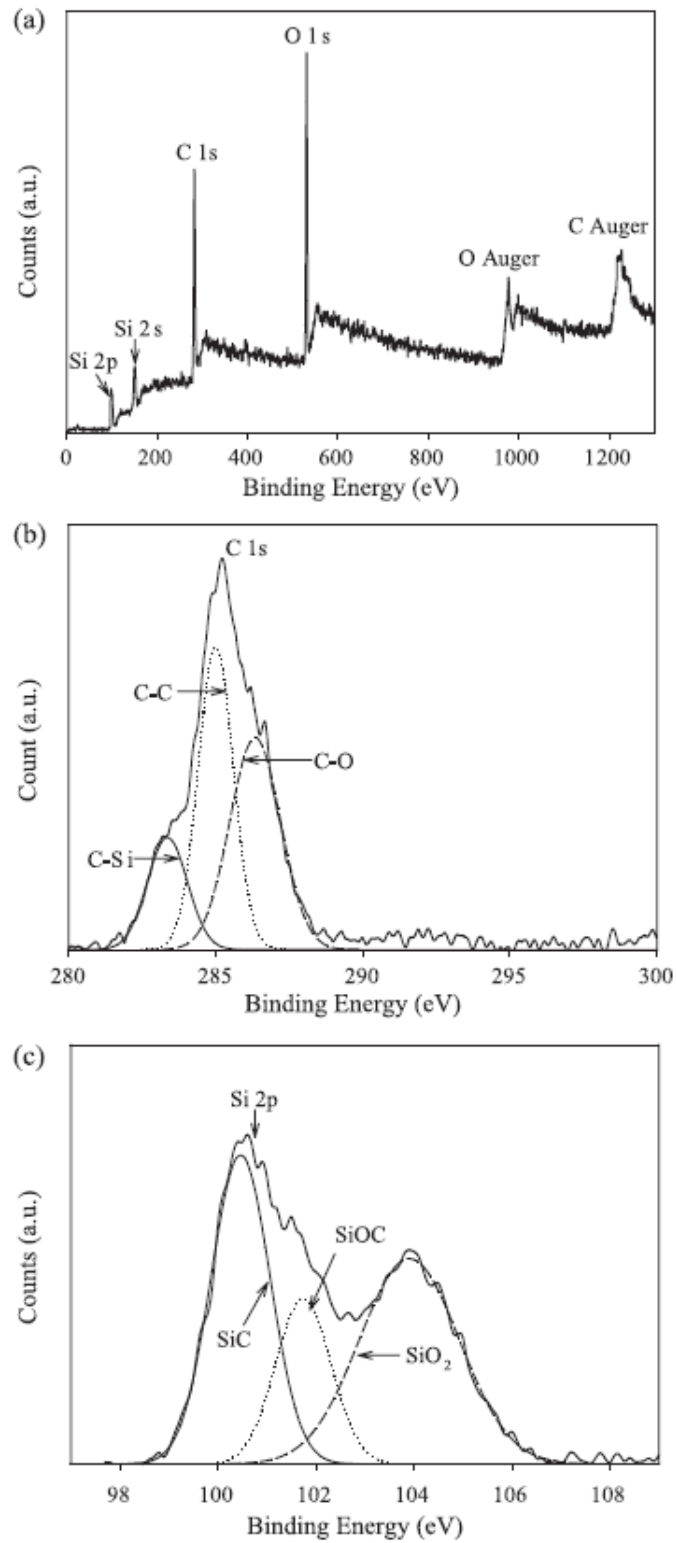 (a)
O 1s
C 1s
C Auger
O Auger
Si 2s
Si 2p
Counts (a.u.)
0 200 400 600 800 1000 1200
Binding Energy (eV)
(b)
C 1s
C-C
C-O
C-Si
Count (a.u.)
280 285 290 295 300
Binding Energy (eV)
(c)
Si 2p
SiOC
SiC
SiO2
Counts (a.u.)
98 100 102 104 106 108
Binding Energy (eV)